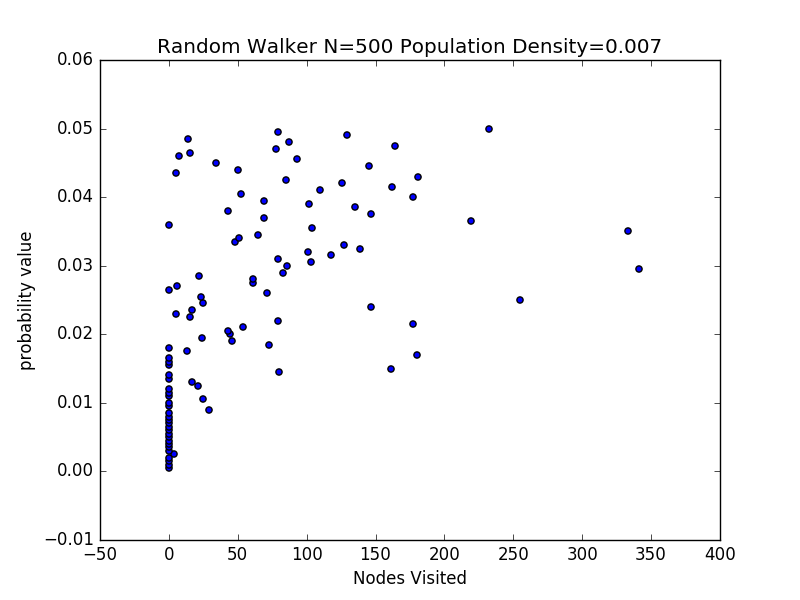 Random Walker N=500 Population Density=0.007
0.06
0.05
0.04
0.03
0.02
0.01
0.00
−0.01
probability value
−50 0 50 100 150 200 250 300 350 400
Nodes Visited